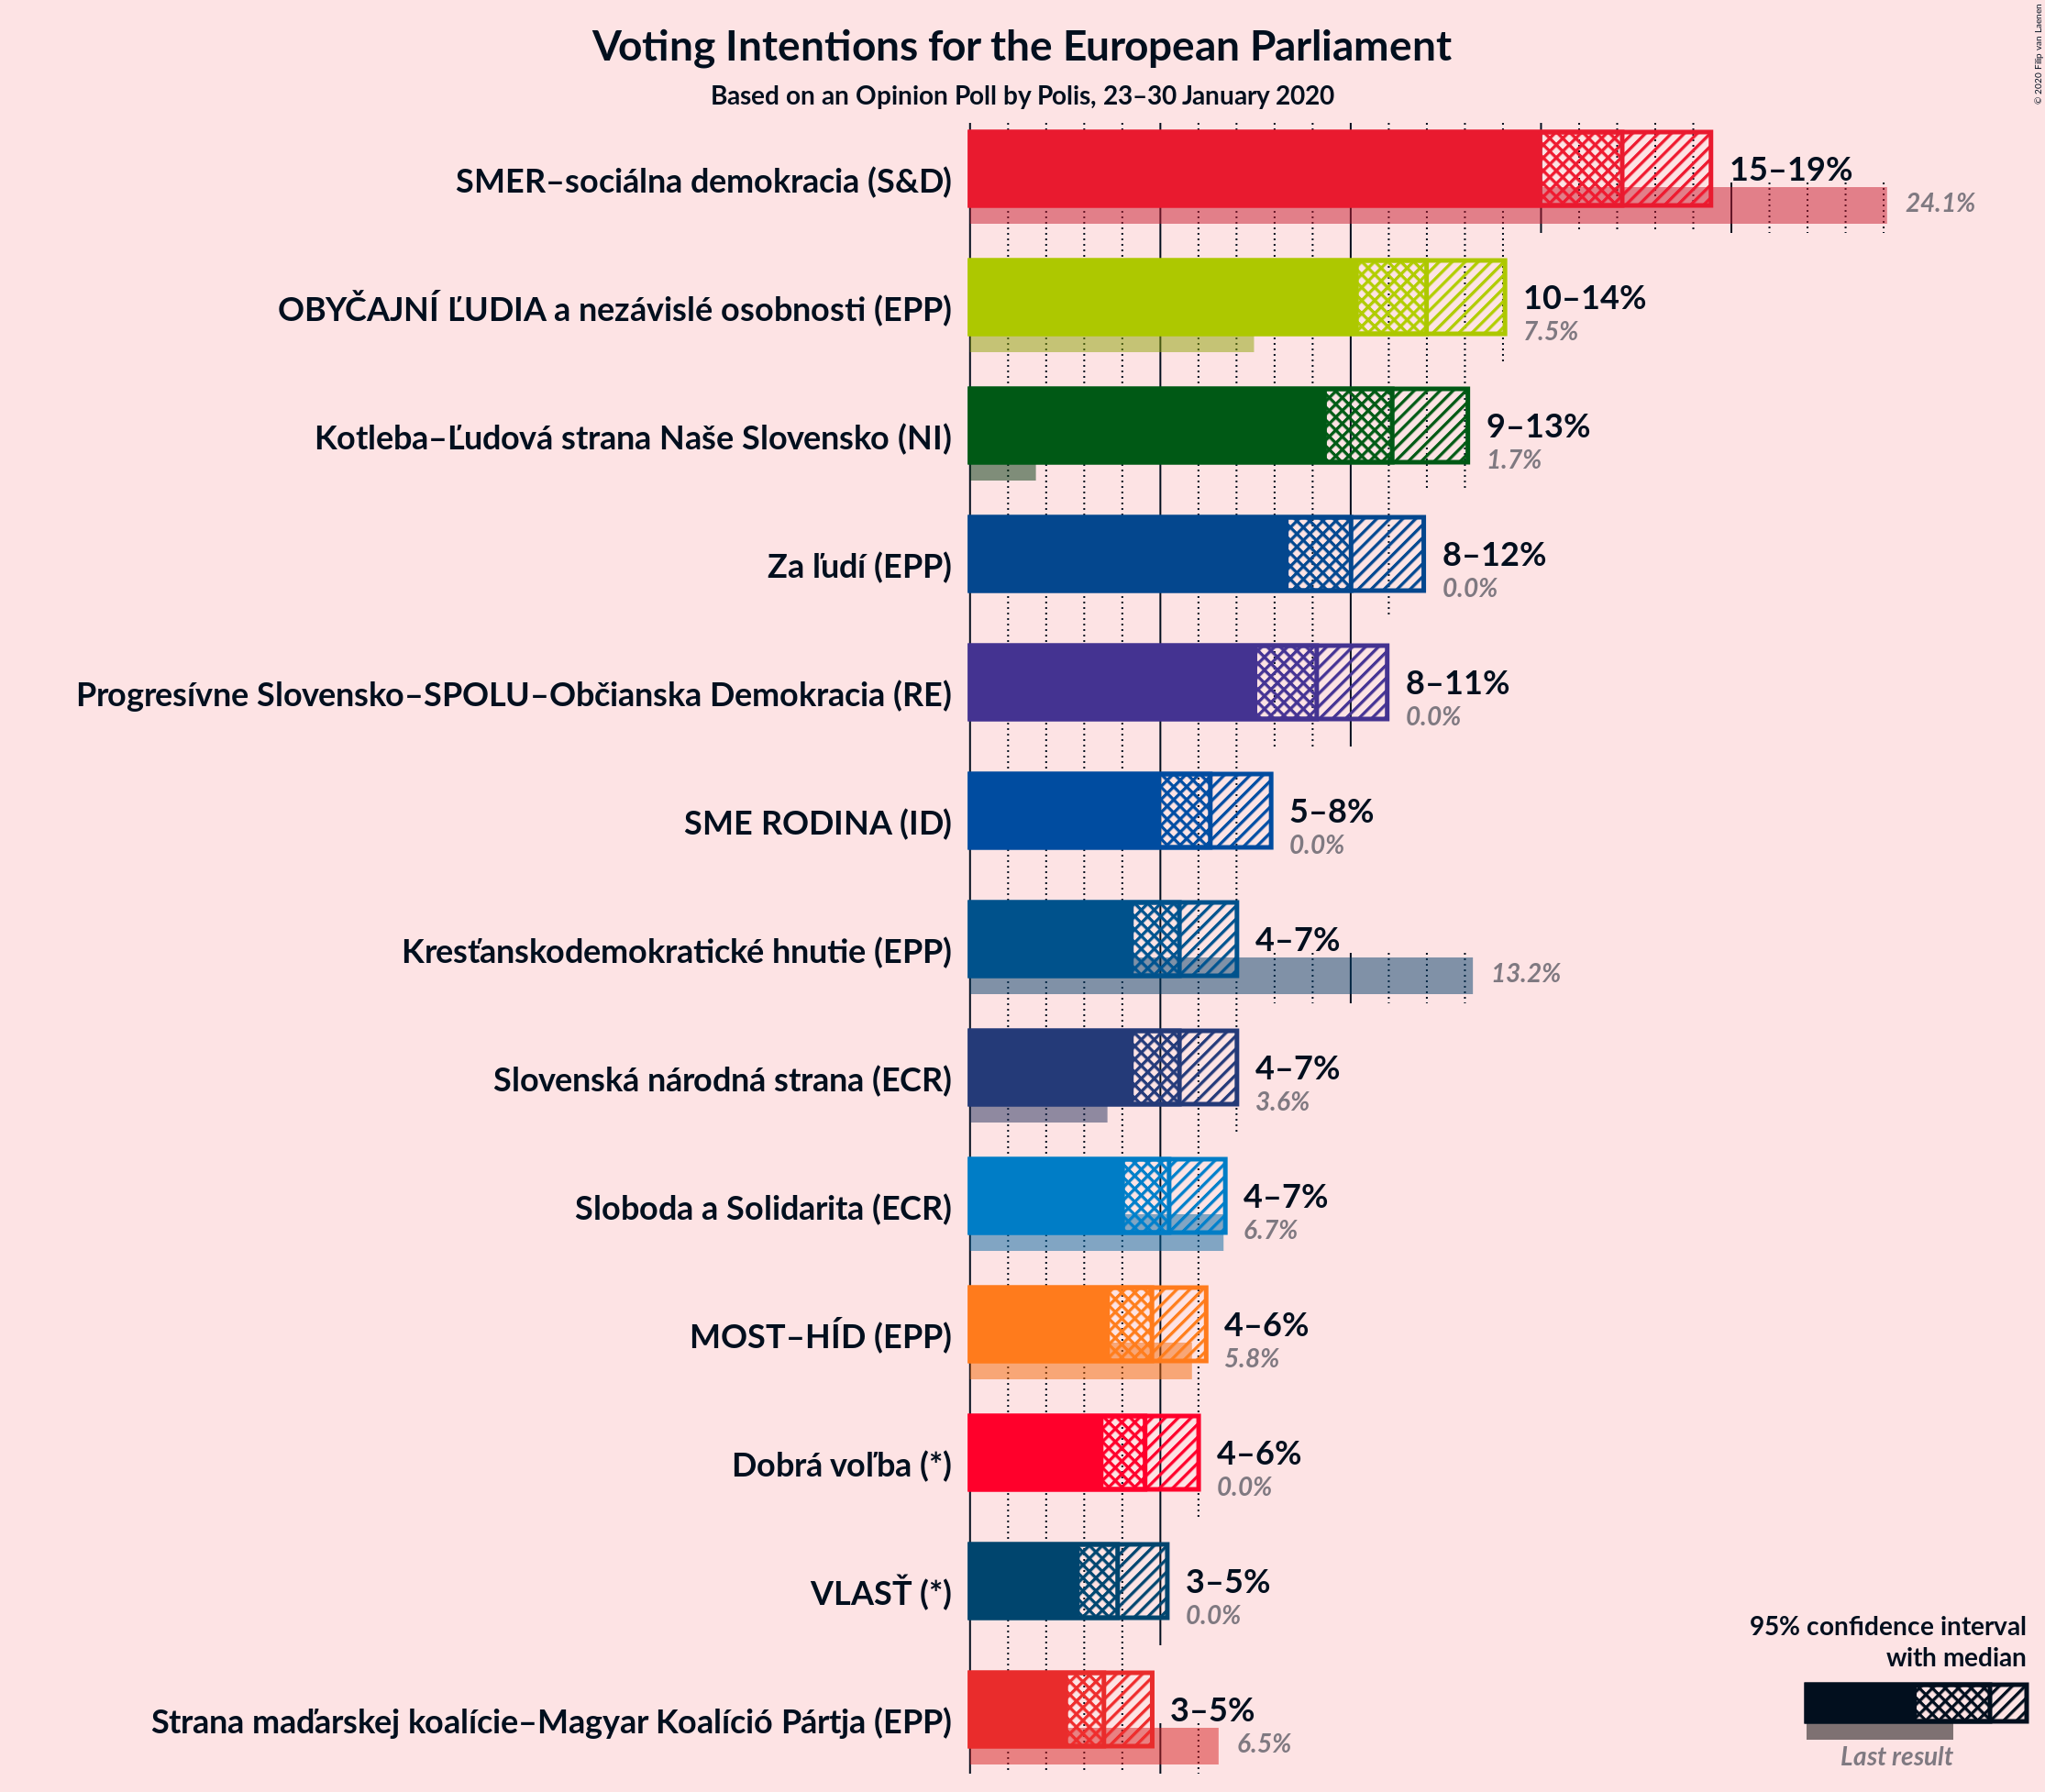 Voting Intentions for the European Parliament
Based on an Opinion Poll by Polis, 23–30 January 2020
© 2020 Filip van Laenen
SMER–sociálna demokracia (S&D)
15–19%
24.1%
OBYČAJNÍ ĽUDIA a nezávislé osobnosti (EPP)
10–14%
7.5%
Kotleba–Ľudová strana Naše Slovensko (NI)
9–13%
1.7%
Za ľudí (EPP)
8–12%
0.0%
Progresívne Slovensko–SPOLU–Občianska Demokracia (RE)
8–11%
0.0%
SME RODINA (ID)
5–8%
0.0%
Kresťanskodemokratické hnutie (EPP)
4–7%
13.2%
Slovenská národná strana (ECR)
4–7%
3.6%
Sloboda a Solidarita (ECR)
4–7%
6.7%
MOST–HÍD (EPP)
4–6%
5.8%
Dobrá voľba (*)
4–6%
0.0%
VLASŤ (*)
3–5%
0.0%
Strana maďarskej koalície–Magyar Koalíció Pártja (EPP)
3–5%
6.5%
95% confidence interval
with median
Last result